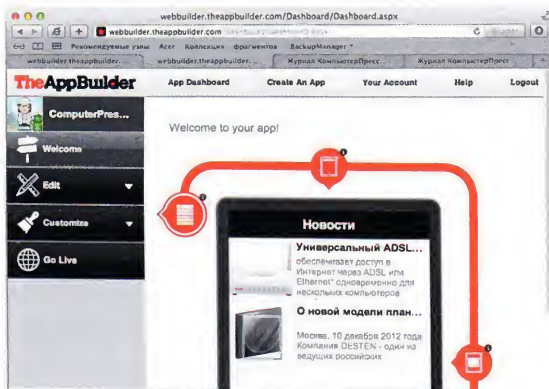 webbuilder.theappbuilder.com/Dashboard/Dashboard.aspx
webbuilder.theappbuilder.com
Рекомендуемые узлы Acer Коллекция фрагментов BackupManager
webbuilder.theappbuilder... webbuilder.theappbuilder... Журнал КомпьютерПресс... Журнал КомпьютерПресс
TheAppBuilder App Dashboard Create An App Your Account Help Logout
ComputerPres...
Welcome to your app!
Welcome
Edit
Customize
Go Live
Новости
Универсальный ADSL...
обеспечивает доступ в
Интернет через ADSL или
Ethernet* одновременно для
нескольких компьютеров
О новой модели план...
Москва, 10 декабря 2012 года
Компания DESTEN - один из
ведущих российских